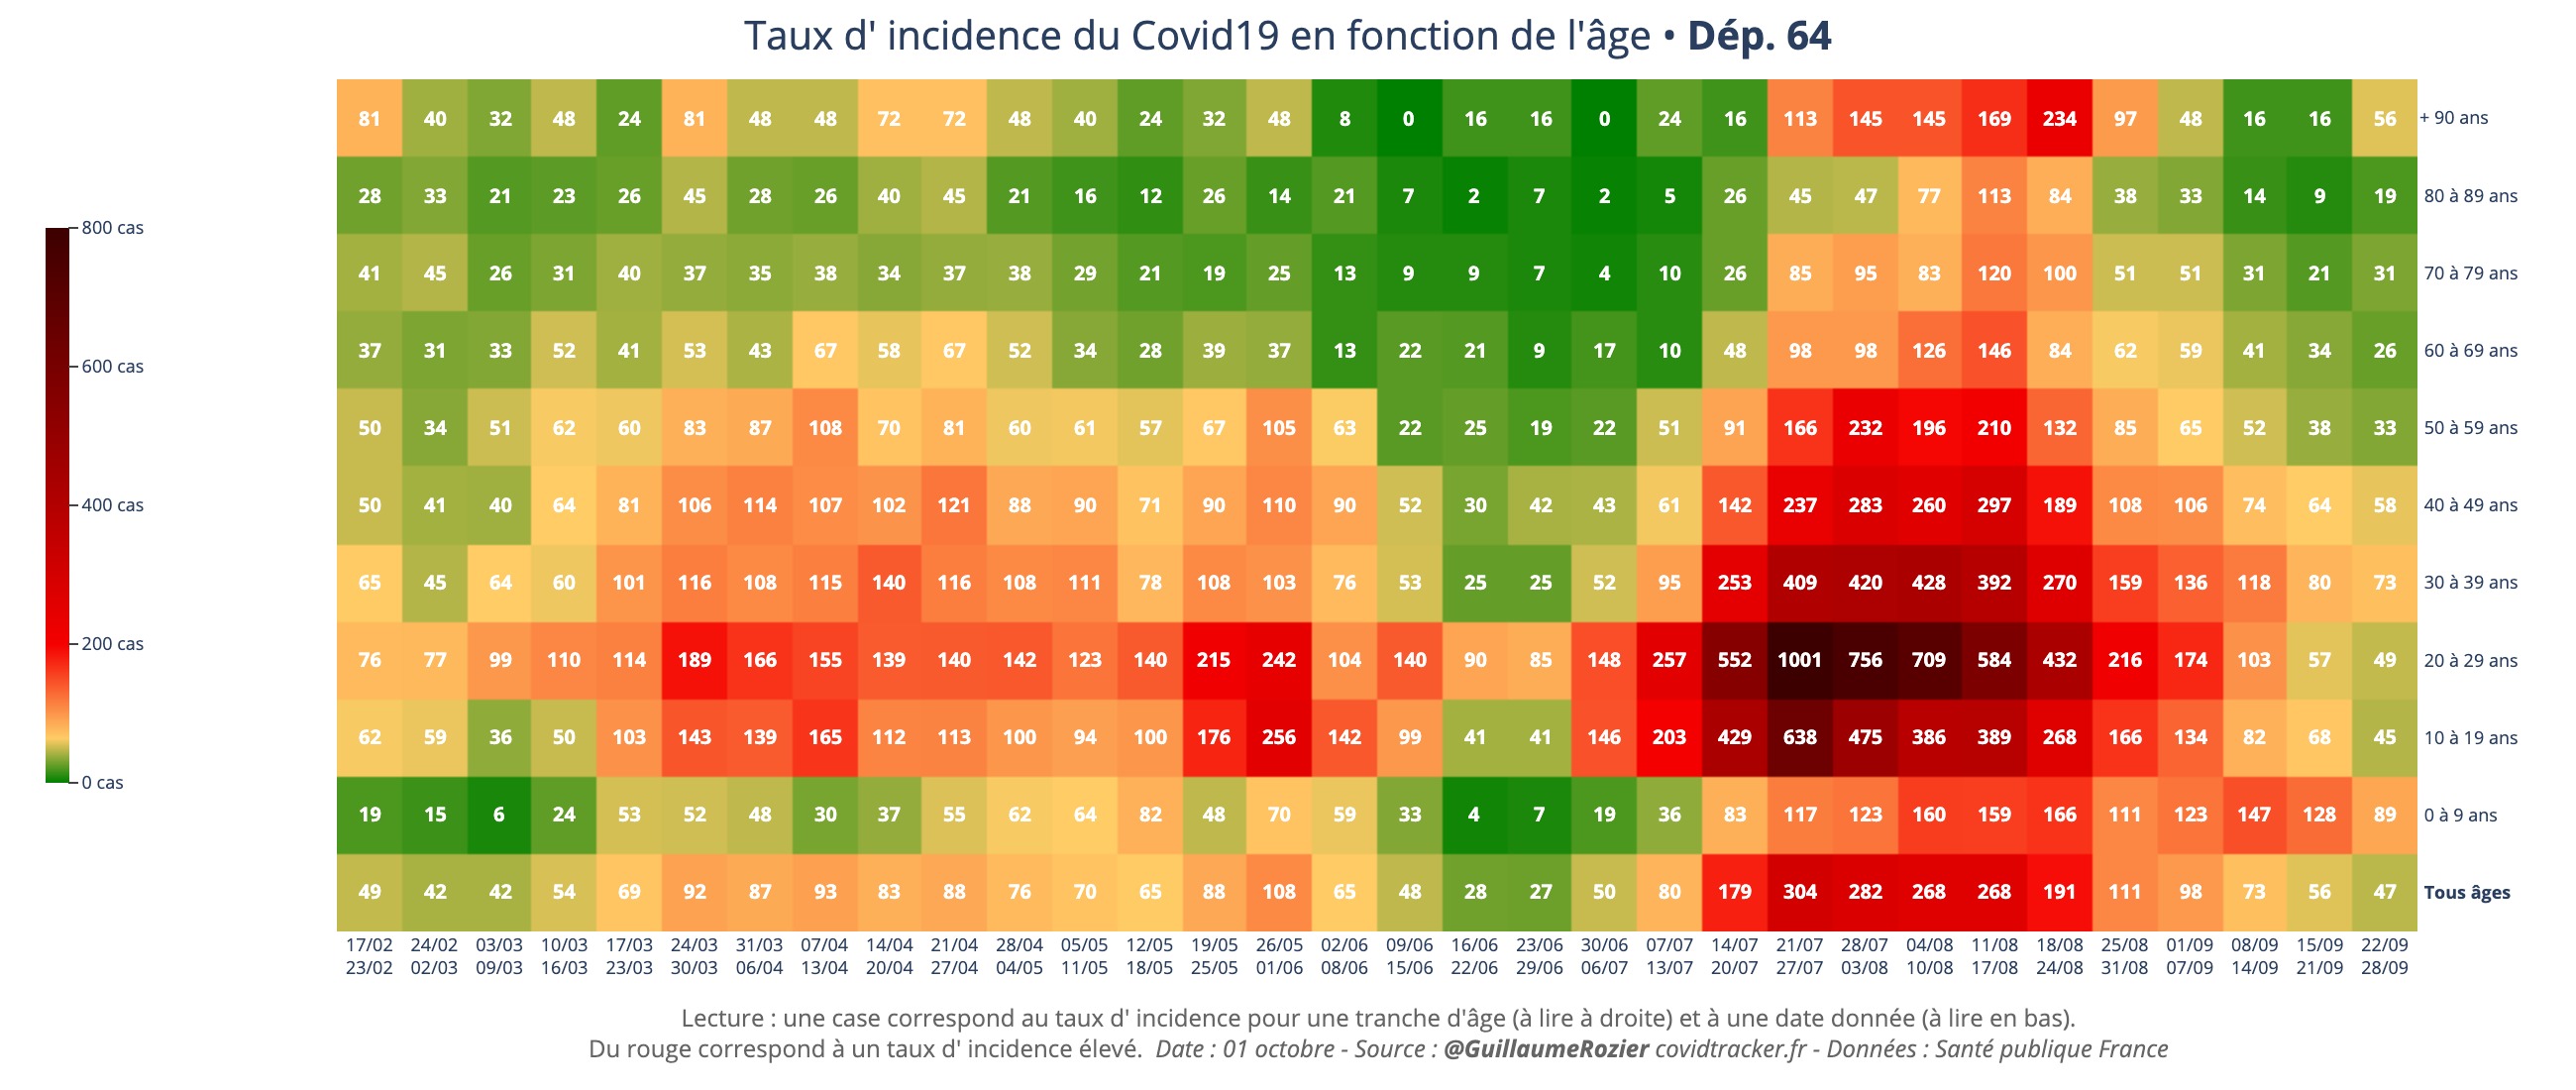 Taux d' incidence du Covid19 en fonction de l'âge • Dép. 64
81 40 32 48 24 81 48 48 72 72 48 40 24 32 48 8 0 16 16 0 24 16 113 145 145 169 234 97 48 16 16 56 + 90 ans
28 33 21 23 26 45 28 26 40 45 21 16 12 26 14 21 7 2 7 2 5 26 45 47 77 113 84 38 33 14 9 19 80 à 89 ans
800 cas
41 45 26 31 40 37 35 38 34 37 38 29 21 19 25 13 9 9 7 4 10 26 85 95 83 120 100 51 51 31 21 31 70 à 79 ans
37 31 33 52 41 53 43 67 58 67 52 34 28 39 37 13 22 21 9 17 10 48 98 98 126 146 84 62 59 41 34 26 60 à 69 ans
600 cas
50 34 51 62 60 83 87 108 70 81 60 61 57 67 105 63 22 25 19 22 51 91 166 232 196 210 132 85 65 52 38 33 50 à 59 ans
400 cas
50 41 40 64 81 106 114 107 102 121 88 90 71 90 110 90 52 30 42 43 61 142 237 283 260 297 189 108 106 74 64 58 40 à 49 ans
65 45 64 60 101 116 108 115 140 116 108 111 78 108 103 76 53 25 25 52 95 253 409 420 428 392 270 159 136 118 80 73 30 à 39 ans
200 cas
76 77 99 110 114 189 166 155 139 140 142 123 140 215 242 104 140 90 85 148 257 552 1001 756 709 584 432 216 174 103 57 49 20 à 29 ans
62 59 36 50 103 143 139 165 112 113 100 94 100 176 256 142 99 41 41 146 203 429 638 475 386 389 268 166 134 82 68 45 10 à 19 ans
0 cas
19 15 6 24 53 52 48 30 37 55 62 64 82 48 70 59 33 4 7 19 36 83 117 123 160 159 166 111 123 147 128 89 0 à 9 ans
49 42 42 54 69 92 87 93 83 88 76 70 65 88 108 65 48 28 27 50 80 179 304 282 268 268 191 111 98 73 56 47 Tous âges
17/02 24/02 03/03 10/03 17/03 24/03 31/03 07/04 14/04 21/04 28/04 05/05 12/05 19/05 26/05 02/06 09/06 16/06 23/06 30/06 07/07 14/07 21/07 28/07 04/08 11/08 18/08 25/08 01/09 08/09 15/09 22/09
23/02 02/03 09/03 16/03 23/03 30/03 06/04 13/04 20/04 27/04 04/05 11/05 18/05 25/05 01/06 08/06 15/06 22/06 29/06 06/07 13/07 20/07 27/07 03/08 10/08 17/08 24/08 31/08 07/09 14/09 21/09 28/09
Lecture : une case correspond au taux d' incidence pour une tranche d'âge (à lire à droite) et à une date donnée (à lire en bas).
Du rouge correspond à un taux d' incidence élevé. Date : 01 octobre - Source : @GuillaumeRozier covidtracker.fr - Données : Santé publique France